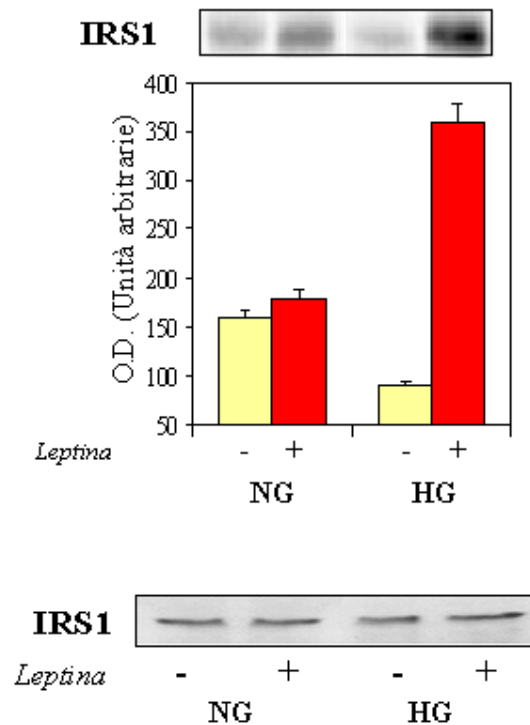 IRS1
400
350
300
250
200
150
100
50
O.D. (Unità arbitrarie)
Leptina - + - +
NG HG
IRS1
Leptina - + - +
NG HG